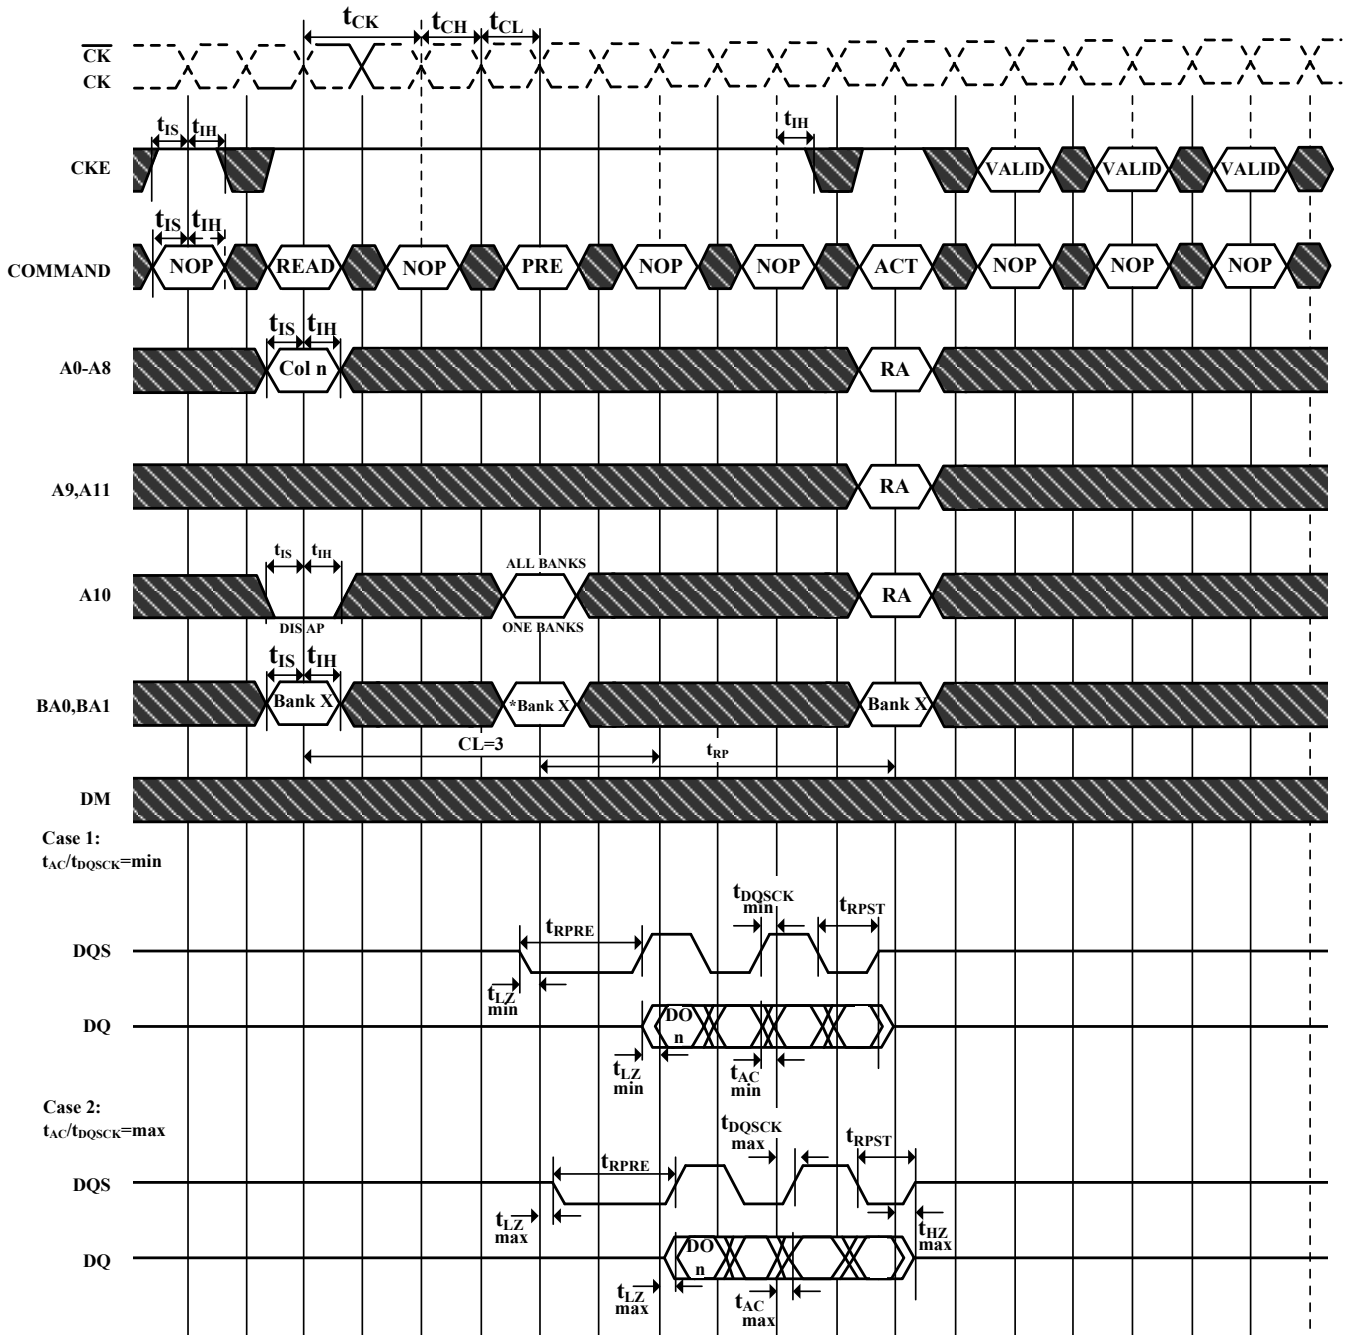 tCK tCH tCL
CK
CK
tIS tIH tIH
CKE VALID VALID VALID
tIS tIH
COMMAND NOP READ NOP PRE NOP NOP ACT NOP NOP NOP
tIS tIH
A0-A8 Col n RA
A9,A11 RA
tIS tIH ALL BANKS
A10 RA
DIS AP ONE BANKS
tIS tIH
BA0,BA1 Bank X *Bank X Bank X
CL=3 tRP
DM
Case 1:
tAC/tDQSCK=min
tDQSCK
min
tRPRE tRPST
DQS
tLZ
min
DQ DO
n
tLZ
min
tAC
min
Case 2:
tAC/tDQSCK=max
tDQSCK
max
tRPRE tRPST
DQS
tLZ
max
tHZ
max
DQ DO
n
tLZ
max
tAC
max